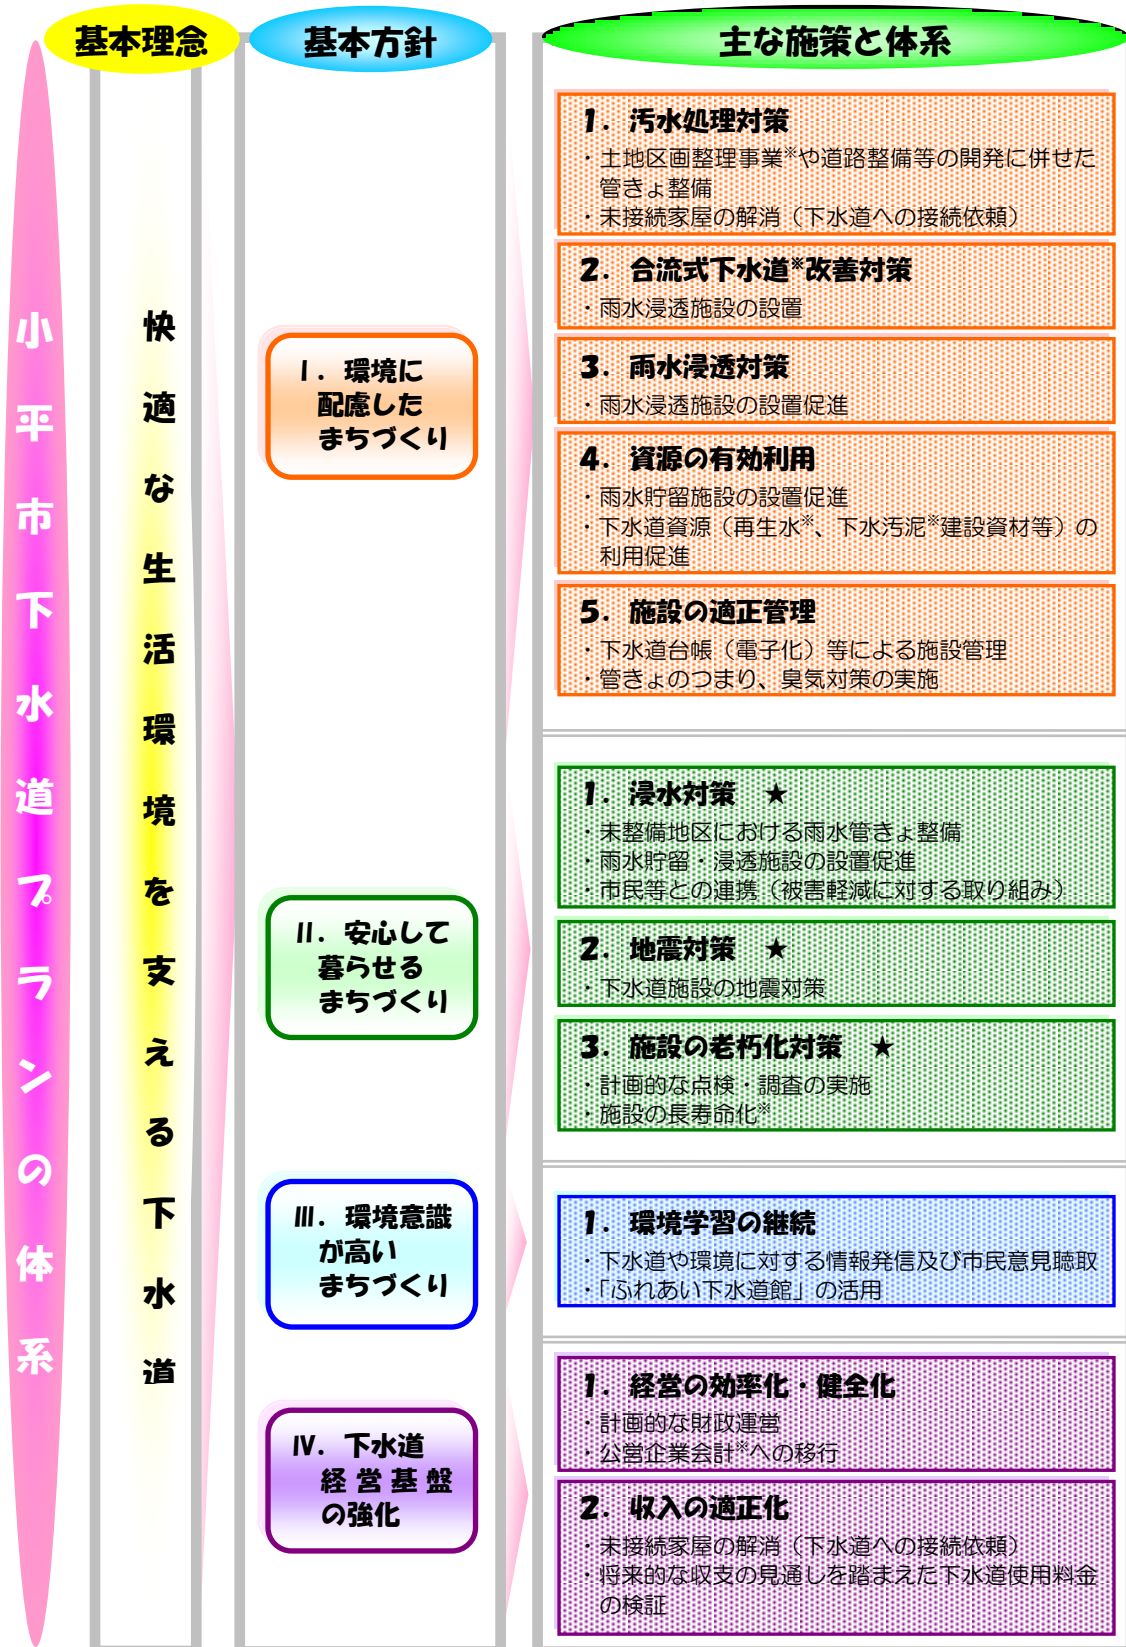 基本理念
基本方針
主な施策と体系
小平市下水道プランの体系
快適な生活環境を支える下水道
Ⅰ．環境に
配慮した
まちづくり
1．汚水処理対策
・土地区画整理事業※や道路整備等の開発に併せた
管きょ整備
・未接続家屋の解消（下水道への接続依頼）
2．合流式下水道※改善対策
・雨水浸透施設の設置
3．雨水浸透対策
・雨水浸透施設の設置促進
4．資源の有効利用
・雨水貯留施設の設置促進
・下水道資源（再生水※、下水汚泥※建設資材等）の
利用促進
5．施設の適正管理
・下水道台帳（電子化）等による施設管理
・管きょのつまり、臭気対策の実施
Ⅱ．安心して
暮らせる
まちづくり
1．浸水対策　★
・未整備地区における雨水管きょ整備
・雨水貯留・浸透施設の設置促進
・市民等との連携（被害軽減に対する取り組み）
2．地震対策　★
・下水道施設の地震対策
3．施設の老朽化対策　★
・計画的な点検・調査の実施
・施設の長寿命化※
Ⅲ．環境意識
が高い
まちづくり
1．環境学習の継続
・下水道や環境に対する情報発信及び市民意見聴取
・「ふれあい下水道館」の活用
Ⅳ．下水道
経営基盤
の強化
1．経営の効率化・健全化
・計画的な財政運営
・公営企業会計※への移行
2．収入の適正化
・未接続家屋の解消（下水道への接続依頼）
・将来的な収支の見通しを踏まえた下水道使用料金
の検証